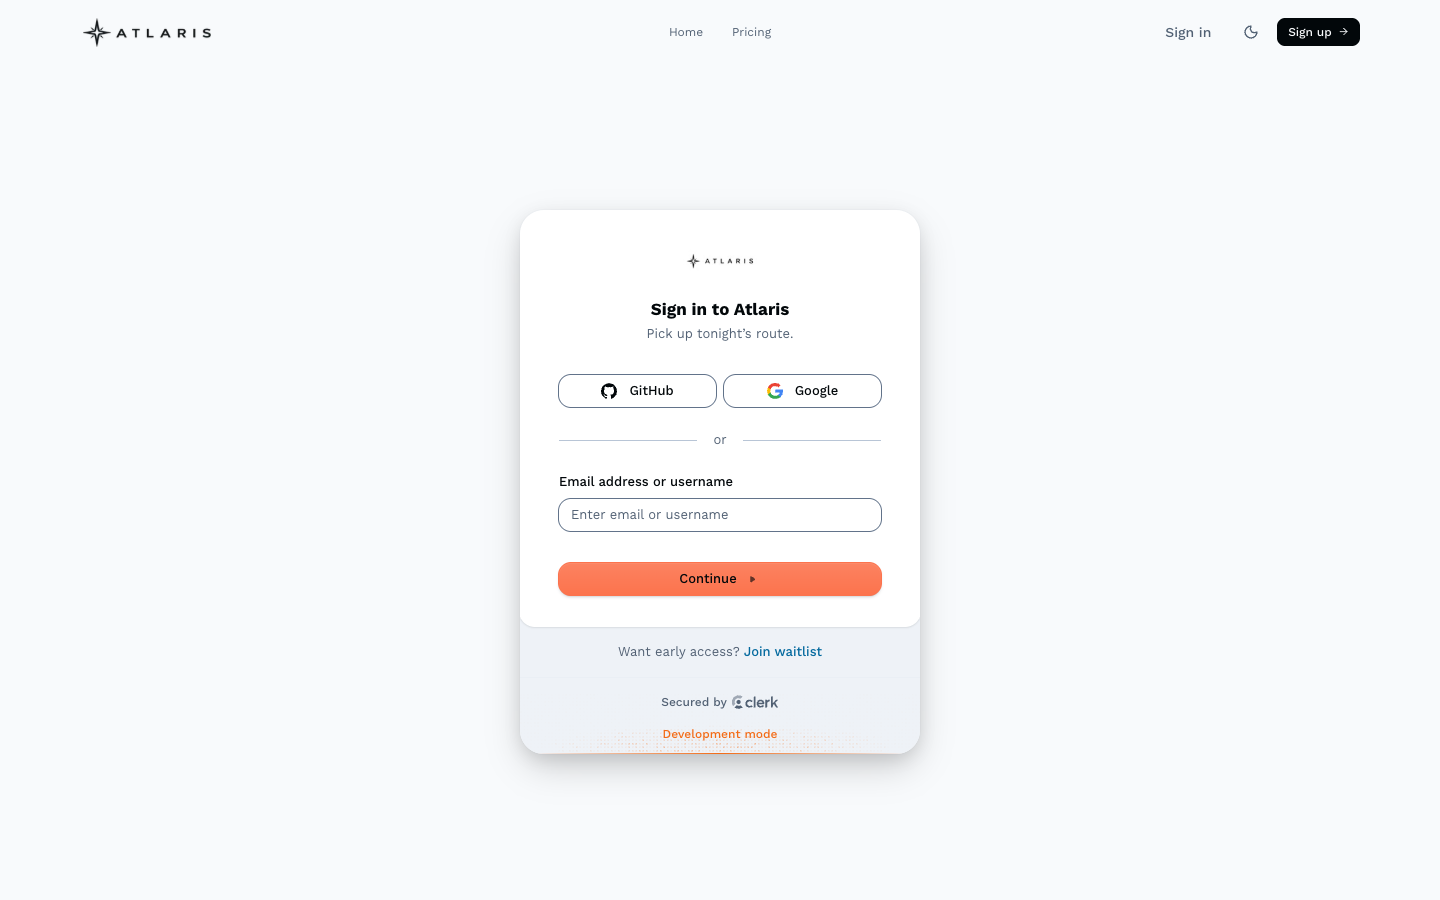 ATLARIS
Home
Pricing
Sign in
Sign up →
ATLARIS
Sign in to Atlaris
Pick up tonight’s route.
GitHub
Google
or
Email address or username
Enter email or username
Continue
Want early access? Join waitlist
Secured by clerk
Development mode